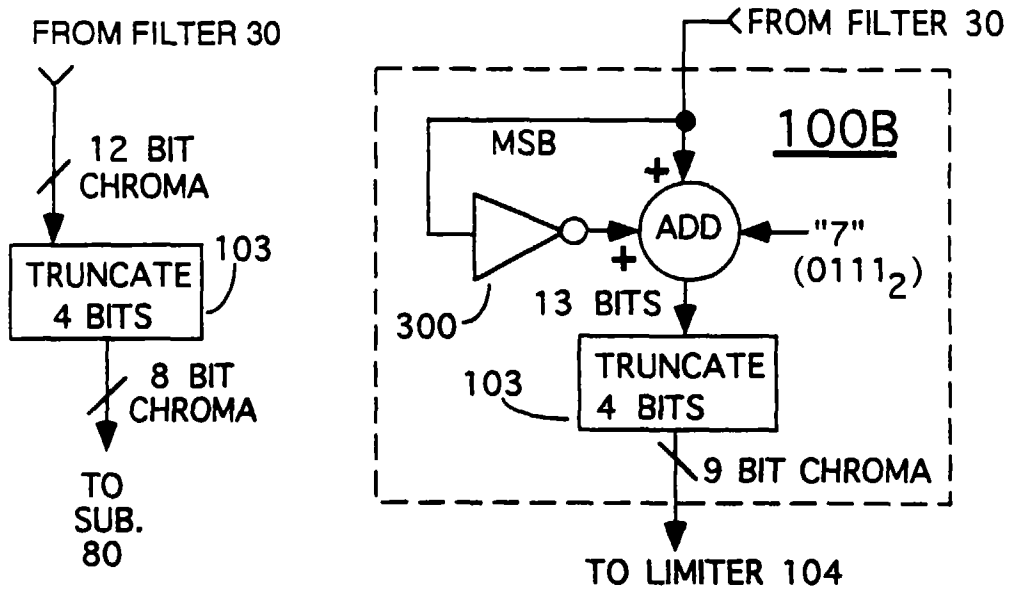 FROM FILTER 30
12 BIT
CHROMA
TRUNCATE
4 BITS
103
8 BIT
CHROMA
TO
SUB.
80
FROM FILTER 30
100B
MSB
+
ADD
+
"7"
(0111₂)
300
13 BITS
TRUNCATE
4 BITS
103
9 BIT CHROMA
TO LIMITER 104